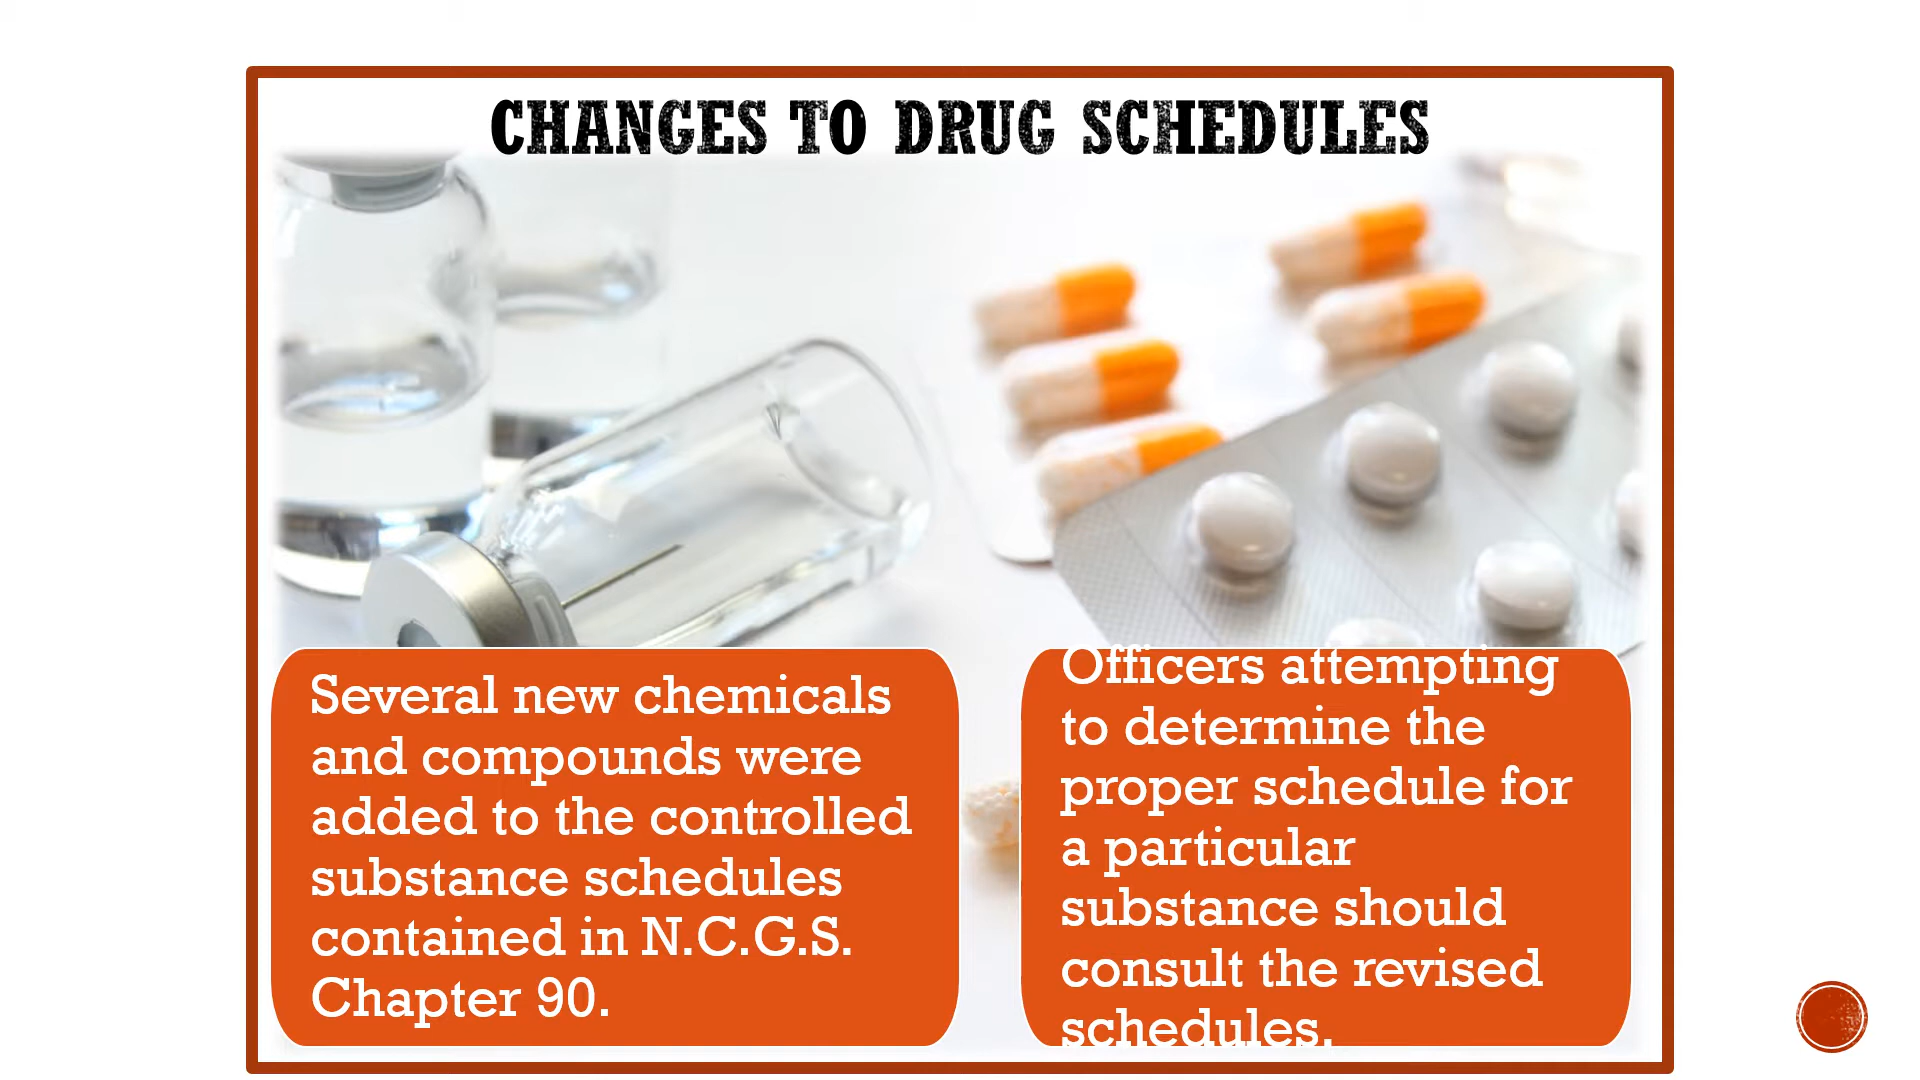 CHANGES TO DRUG SCHEDULES
Several new chemicals
and compounds were
added to the controlled
substance schedules
contained in N.C.G.S.
Chapter 90.
Officers attempting
to determine the
proper schedule for
a particular
substance should
consult the revised
schedules.